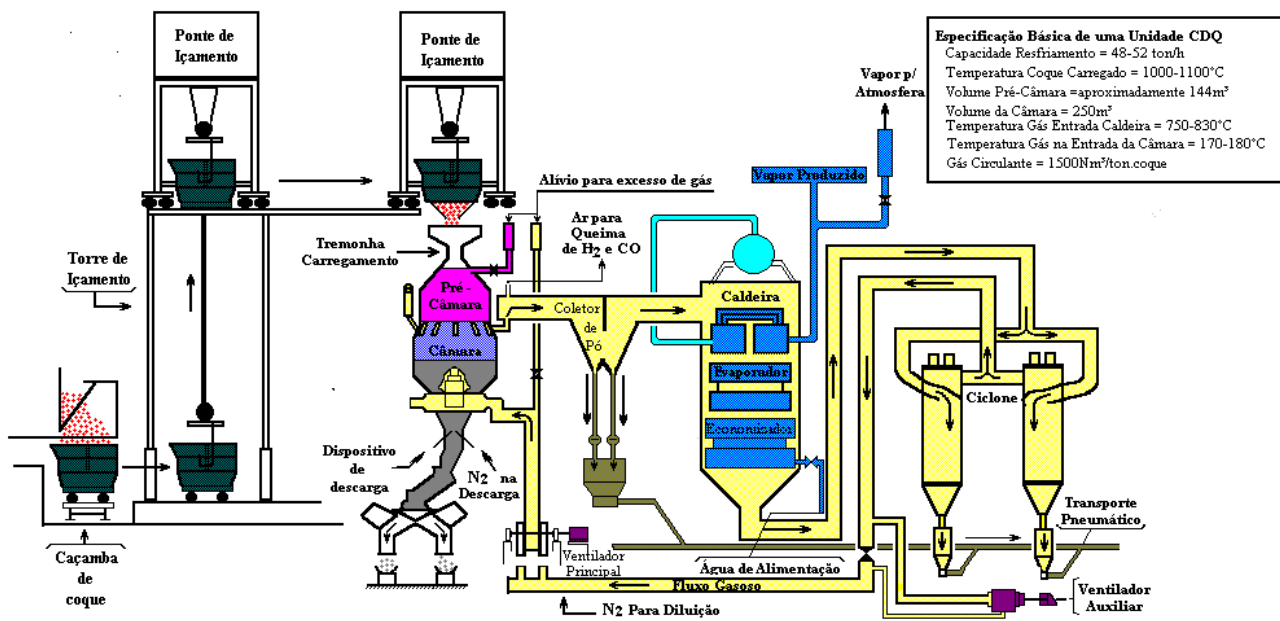 Ponte de
Içamento
Ponte de
Içamento
Especificação Básica de uma Unidade CDQ
Capacidade Resfriamento = 48-52 ton/h
Temperatura Coque Carregado = 1000-1100°C
Volume Pré-Câmara =aproximadamente 144m³
Volume da Câmara = 250m³
Temperatura Gás Entrada Caldeira = 750-830°C
Temperatura Gás na Entrada da Câmara = 170-180°C
Gás Circulante = 1500Nm³/ton.coque
Vapor p/
Atmosfera
Vapor Produzido
Alívio para excesso de gás
Ar para
Queima
de H2 e CO
Tremonha
Carregamento
Torre de
Içamento
Pré -
Câmara
Câmara
Coletor
de
Pó
Caldeira
Evaporador
Economizador
Ciclone
Dispositivo
de
descarga
N2 na
Descarga
Transporte
Pneumático
Ventilador
Principal
Água de Alimentação
Fluxo Gasoso
N2 Para Diluição
Ventilador
Auxiliar
Caçamba
de
coque